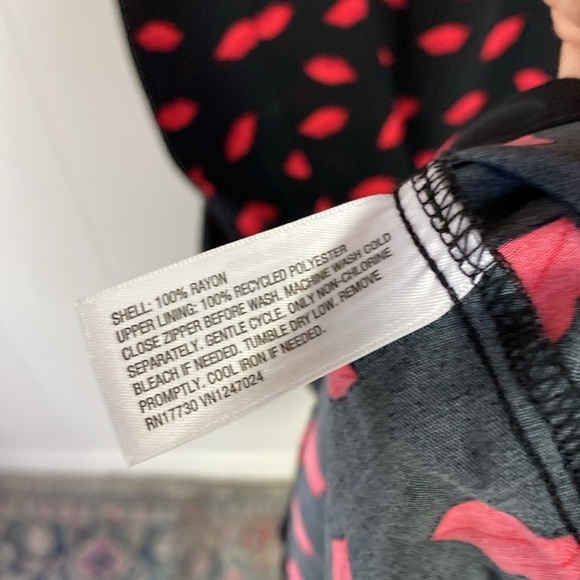 SHELL: 100% RAYON
UPPER LINING: 100% RECYCLED POLYESTER
CLOSE ZIPPER BEFORE WASH. MACHINE WASH COLD
SEPARATELY. GENTLE CYCLE. ONLY NON-CHLORINE
BLEACH IF NEEDED. TUMBLE DRY LOW. REMOVE
PROMPTLY. COOL IRON IF NEEDED.
RN17730 VN1247024